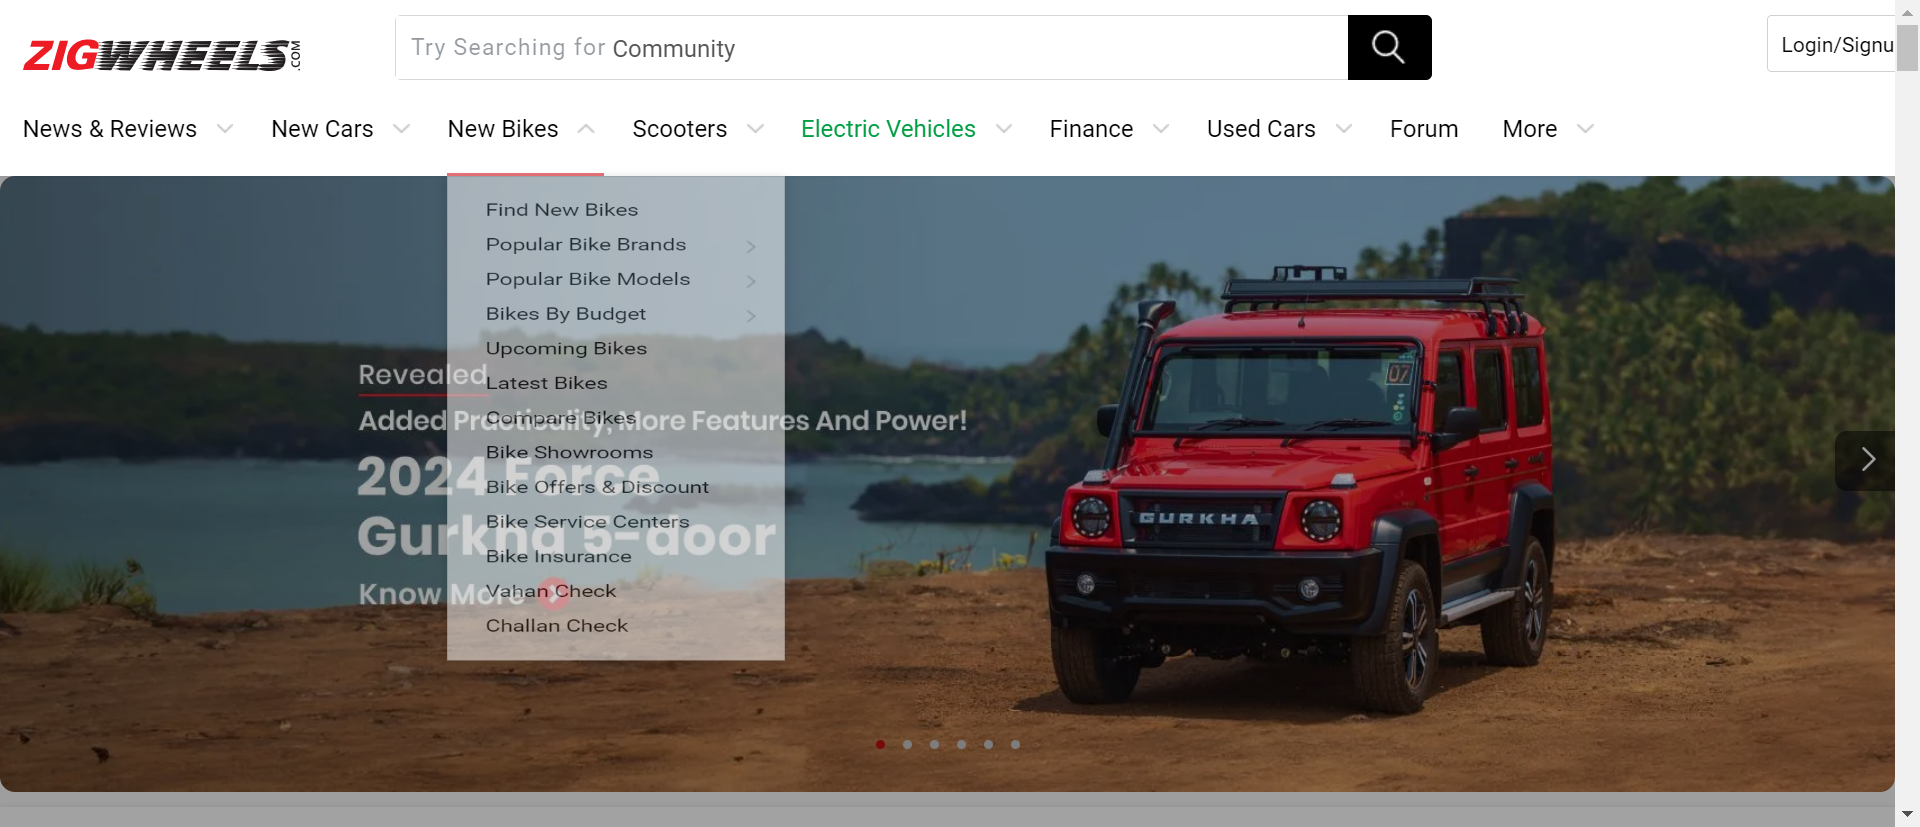 ZIGWHEELS.COM
Try Searching for Community
Login/Signu
News & Reviews
New Cars
New Bikes
Scooters
Electric Vehicles
Finance
Used Cars
Forum
More
Find New Bikes
Popular Bike Brands
Popular Bike Models
Bikes By Budget
Upcoming Bikes
Latest Bikes
Compare Bikes
Bike Showrooms
Bike Offers & Discount
Bike Service Centers
Bike Insurance
Vahan Check
Challan Check
Revealed
Added Practicality, More Features And Power!
2024 Force
Gurkha 5-door
Know More
07
GURKHA